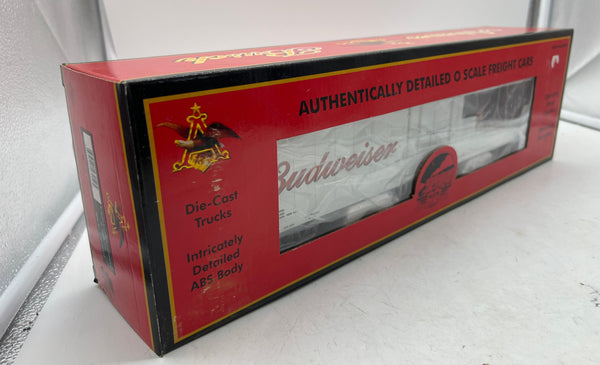 AUTHENTICALLY DETAILED O SCALE FREIGHT CARS
Budweiser
Die-Cast
Trucks
Intricately
Detailed
ABS Body